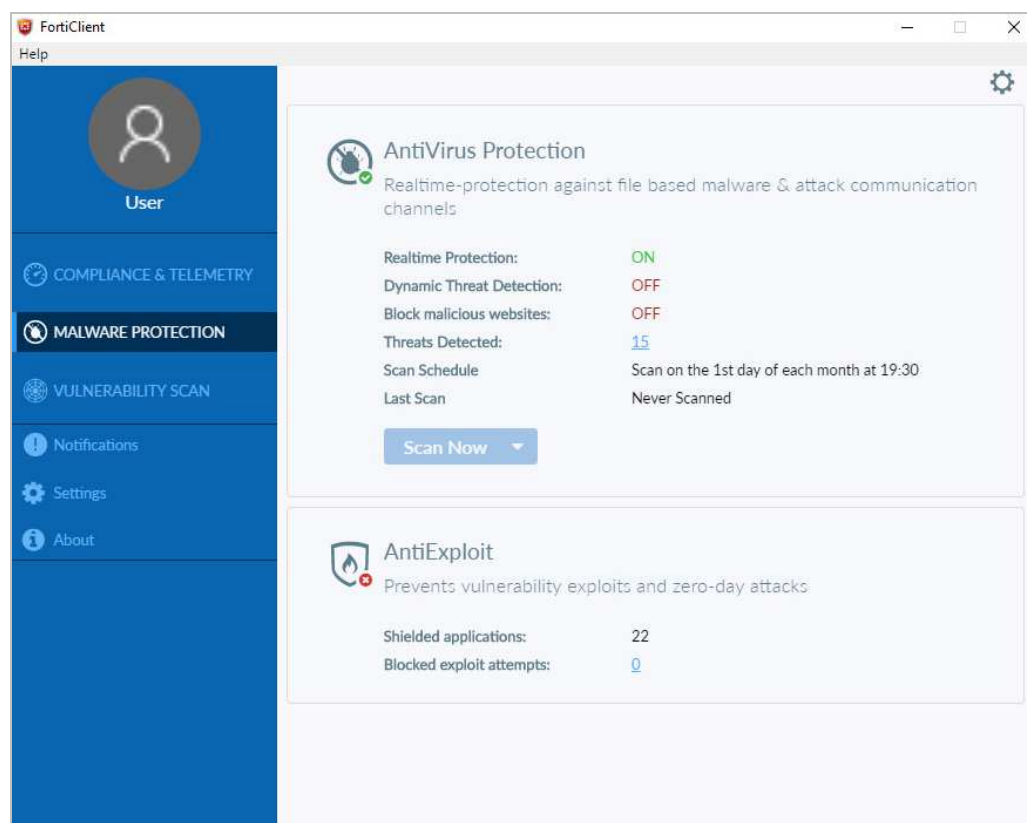 FortiClient
Help
User
COMPLIANCE & TELEMETRY
MALWARE PROTECTION
VULNERABILITY SCAN
Notifications
Settings
About
AntiVirus Protection
Realtime-protection against file based malware & attack communication
channels
Realtime Protection: ON
Dynamic Threat Detection: OFF
Block malicious websites: OFF
Threats Detected: 15
Scan Schedule Scan on the 1st day of each month at 19:30
Last Scan Never Scanned
Scan Now
AntiExploit
Prevents vulnerability exploits and zero-day attacks
Shielded applications: 22
Blocked exploit attempts: 0